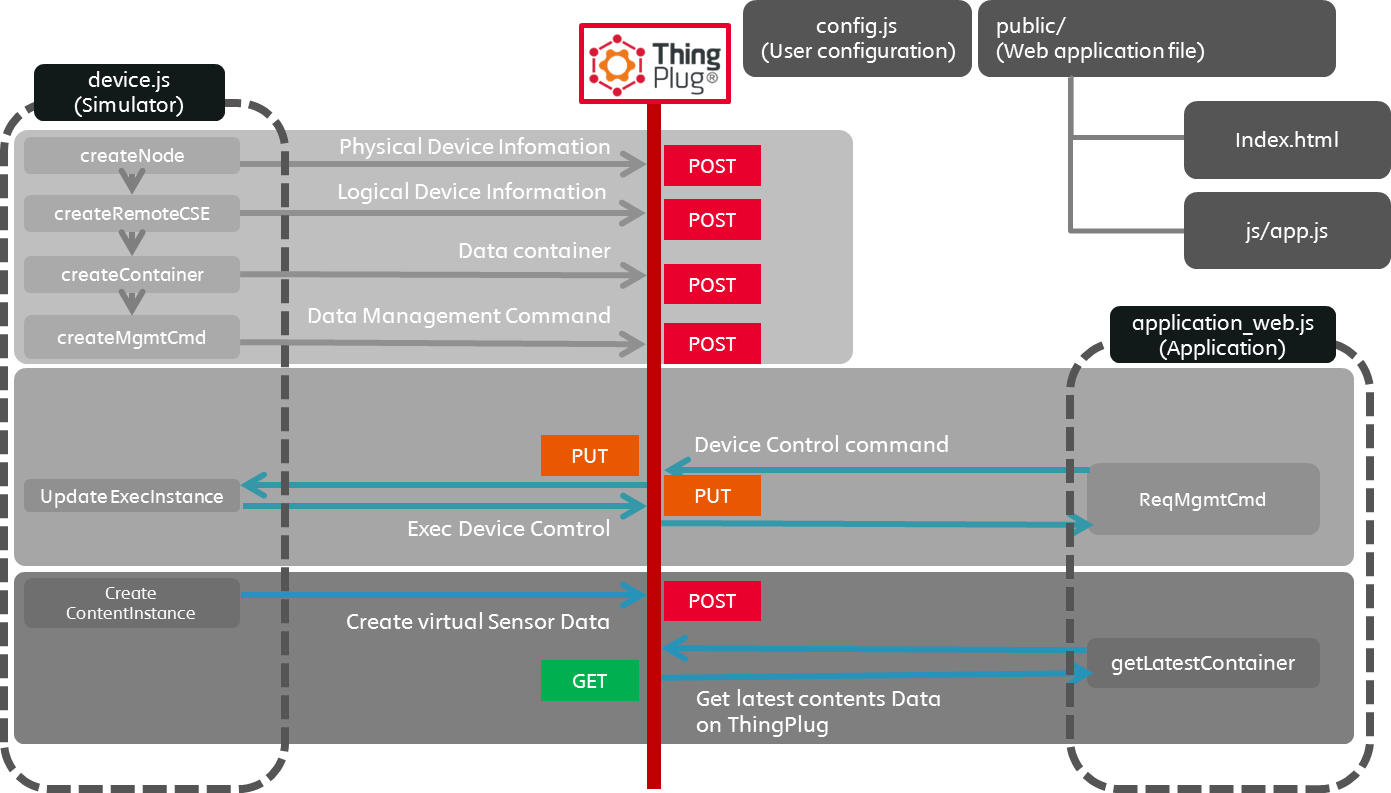 config.js
(User configuration)
public/
(Web application file)
Thing
Plug®
device.js
(Simulator)
Index.html
js/app.js
createNode
Physical Device Infomation
POST
createRemoteCSE
Logical Device Information
POST
createContainer
Data container
POST
createMgmtCmd
Data Management Command
POST
application_web.js
(Application)
PUT
Device Control command
UpdateExecInstance
PUT
ReqMgmtCmd
Exec Device Comtrol
Create
ContentInstance
POST
Create virtual Sensor Data
getLatestContainer
GET
Get latest contents Data
on ThingPlug